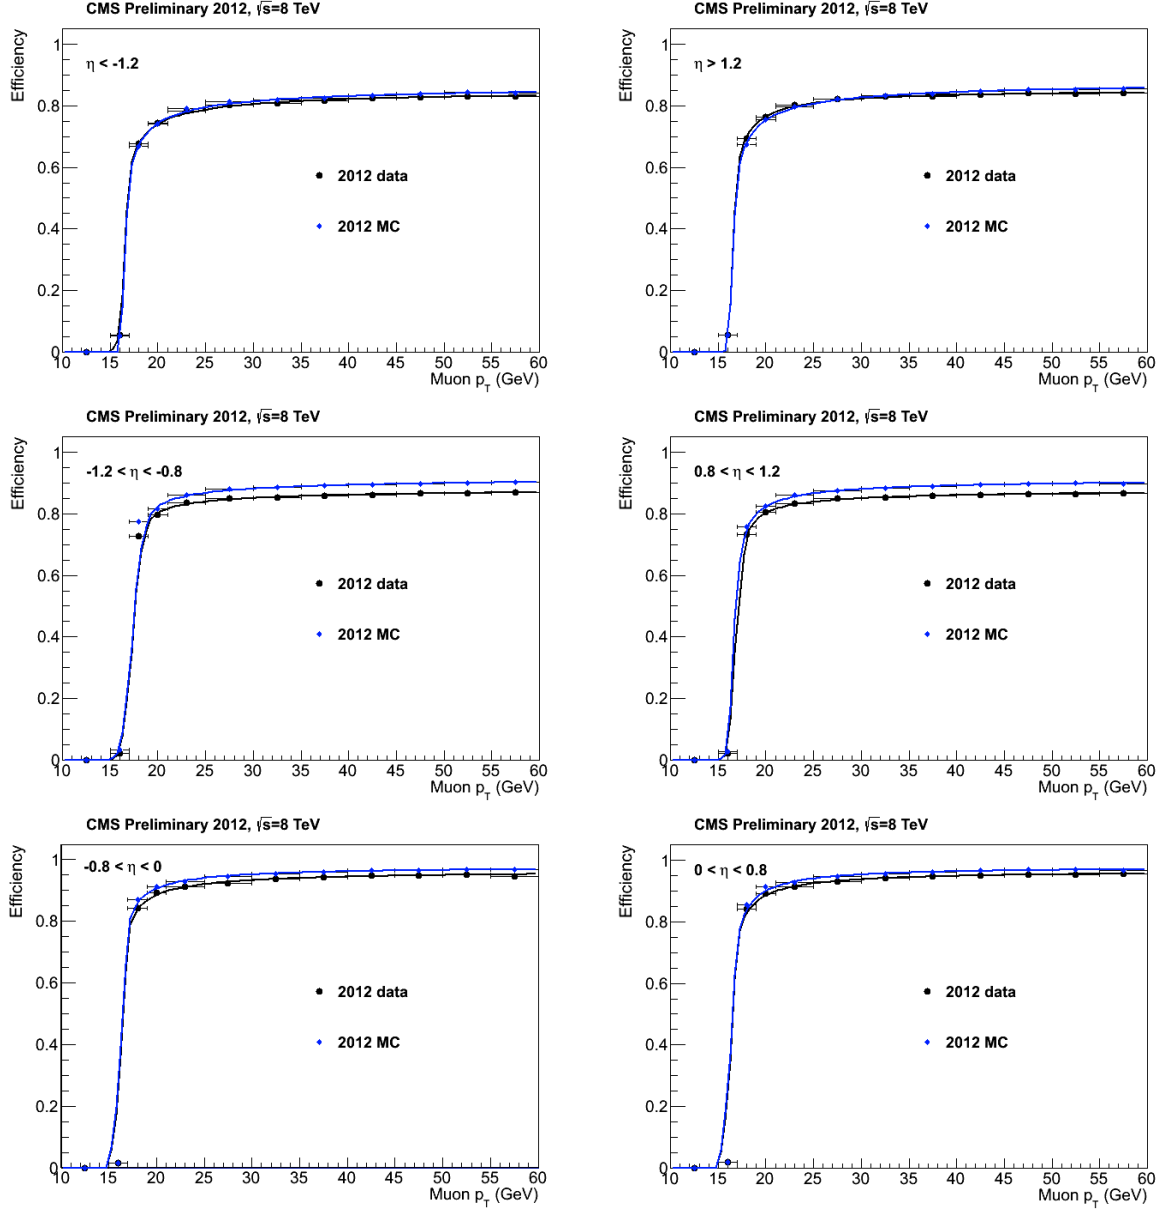 CMS Preliminary 2012, √s=8 TeV
Efficiency
η < -1.2
1
0.8
0.6
0.4
0.2
0
2012 data
2012 MC
10 15 20 25 30 35 40 45 50 55 60
Muon pT (GeV)
CMS Preliminary 2012, √s=8 TeV
Efficiency
η > 1.2
1
0.8
0.6
0.4
0.2
0
2012 data
2012 MC
10 15 20 25 30 35 40 45 50 55 60
Muon pT (GeV)
CMS Preliminary 2012, √s=8 TeV
Efficiency
-1.2 < η < -0.8
1
0.8
0.6
0.4
0.2
0
2012 data
2012 MC
10 15 20 25 30 35 40 45 50 55 60
Muon pT (GeV)
CMS Preliminary 2012, √s=8 TeV
Efficiency
0.8 < η < 1.2
1
0.8
0.6
0.4
0.2
0
2012 data
2012 MC
10 15 20 25 30 35 40 45 50 55 60
Muon pT (GeV)
CMS Preliminary 2012, √s=8 TeV
Efficiency
-0.8 < η < 0
1
0.8
0.6
0.4
0.2
0
2012 data
2012 MC
10 15 20 25 30 35 40 45 50 55 60
Muon pT (GeV)
CMS Preliminary 2012, √s=8 TeV
Efficiency
0 < η < 0.8
1
0.8
0.6
0.4
0.2
0
2012 data
2012 MC
10 15 20 25 30 35 40 45 50 55 60
Muon pT (GeV)